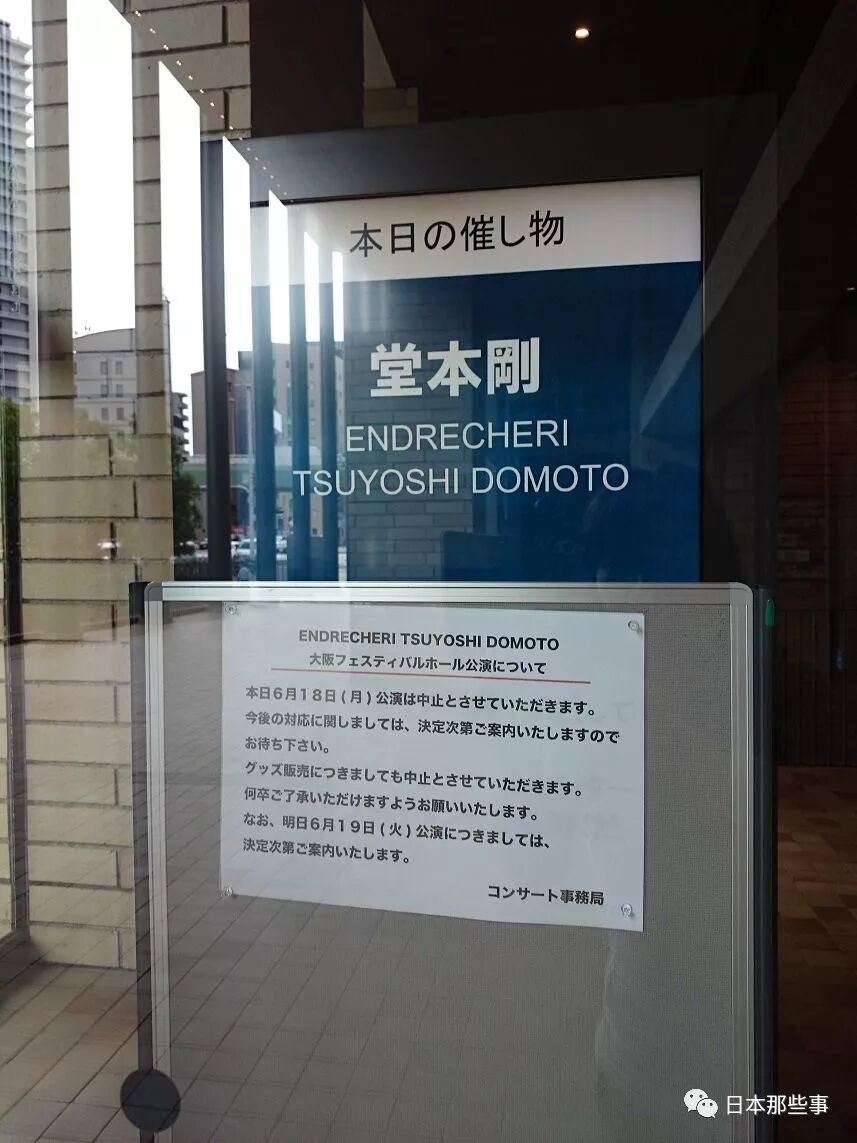 本日の催し物
堂本剛
ENDRECHERI
TSUYOSHI DOMOTO
ENDRECHERI TSUYOSHI DOMOTO
大阪フェスティバルホール公演について
本日6月18日(月)公演は中止とさせていただきます。
今後の対応に関しましては、決定次第ご案内いたしますので
お待ち下さい。
グッズ販売につきましても中止とさせていただきます。
何卒ご了承いただけますようお願いいたします。
なお、明日6月19日(火)公演につきましては、
決定次第ご案内いたします。
コンサート事務局
日本那些事